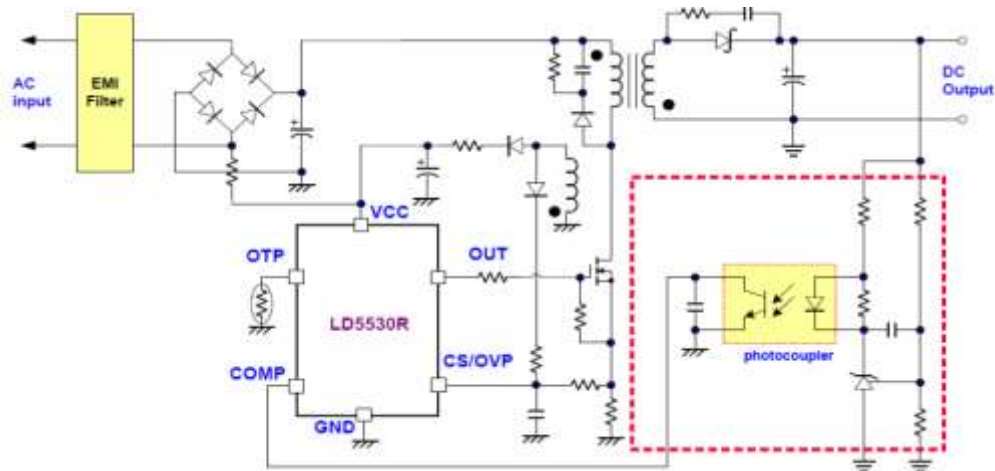 AC
input
EMI
Filter
DC
Output
VCC
OTP
OUT
LD5530R
COMP
CS/OVP
GND
photocoupler
+
+
+